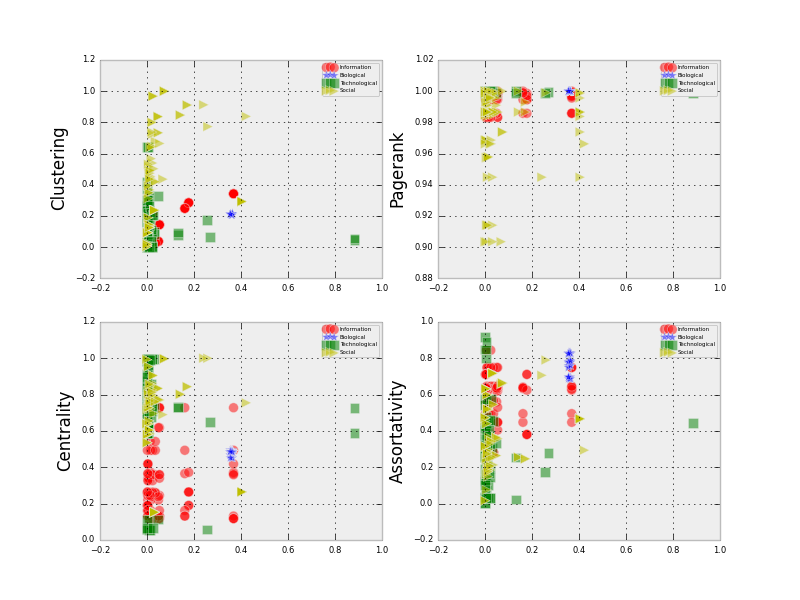 1.2
1.0
0.8
0.6
0.4
0.2
0.0
−0.2
−0.2 0.0 0.2 0.4 0.6 0.8 1.0
Clustering
Information
Biological
Technological
Social
1.02
1.00
0.98
0.96
0.94
0.92
0.90
0.88
−0.2 0.0 0.2 0.4 0.6 0.8 1.0
Pagerank
Information
Biological
Technological
Social
1.2
1.0
0.8
0.6
0.4
0.2
0.0
−0.2 0.0 0.2 0.4 0.6 0.8 1.0
Centrality
Information
Biological
Technological
Social
1.0
0.8
0.6
0.4
0.2
0.0
−0.2
−0.2 0.0 0.2 0.4 0.6 0.8 1.0
Assortativity
Information
Biological
Technological
Social